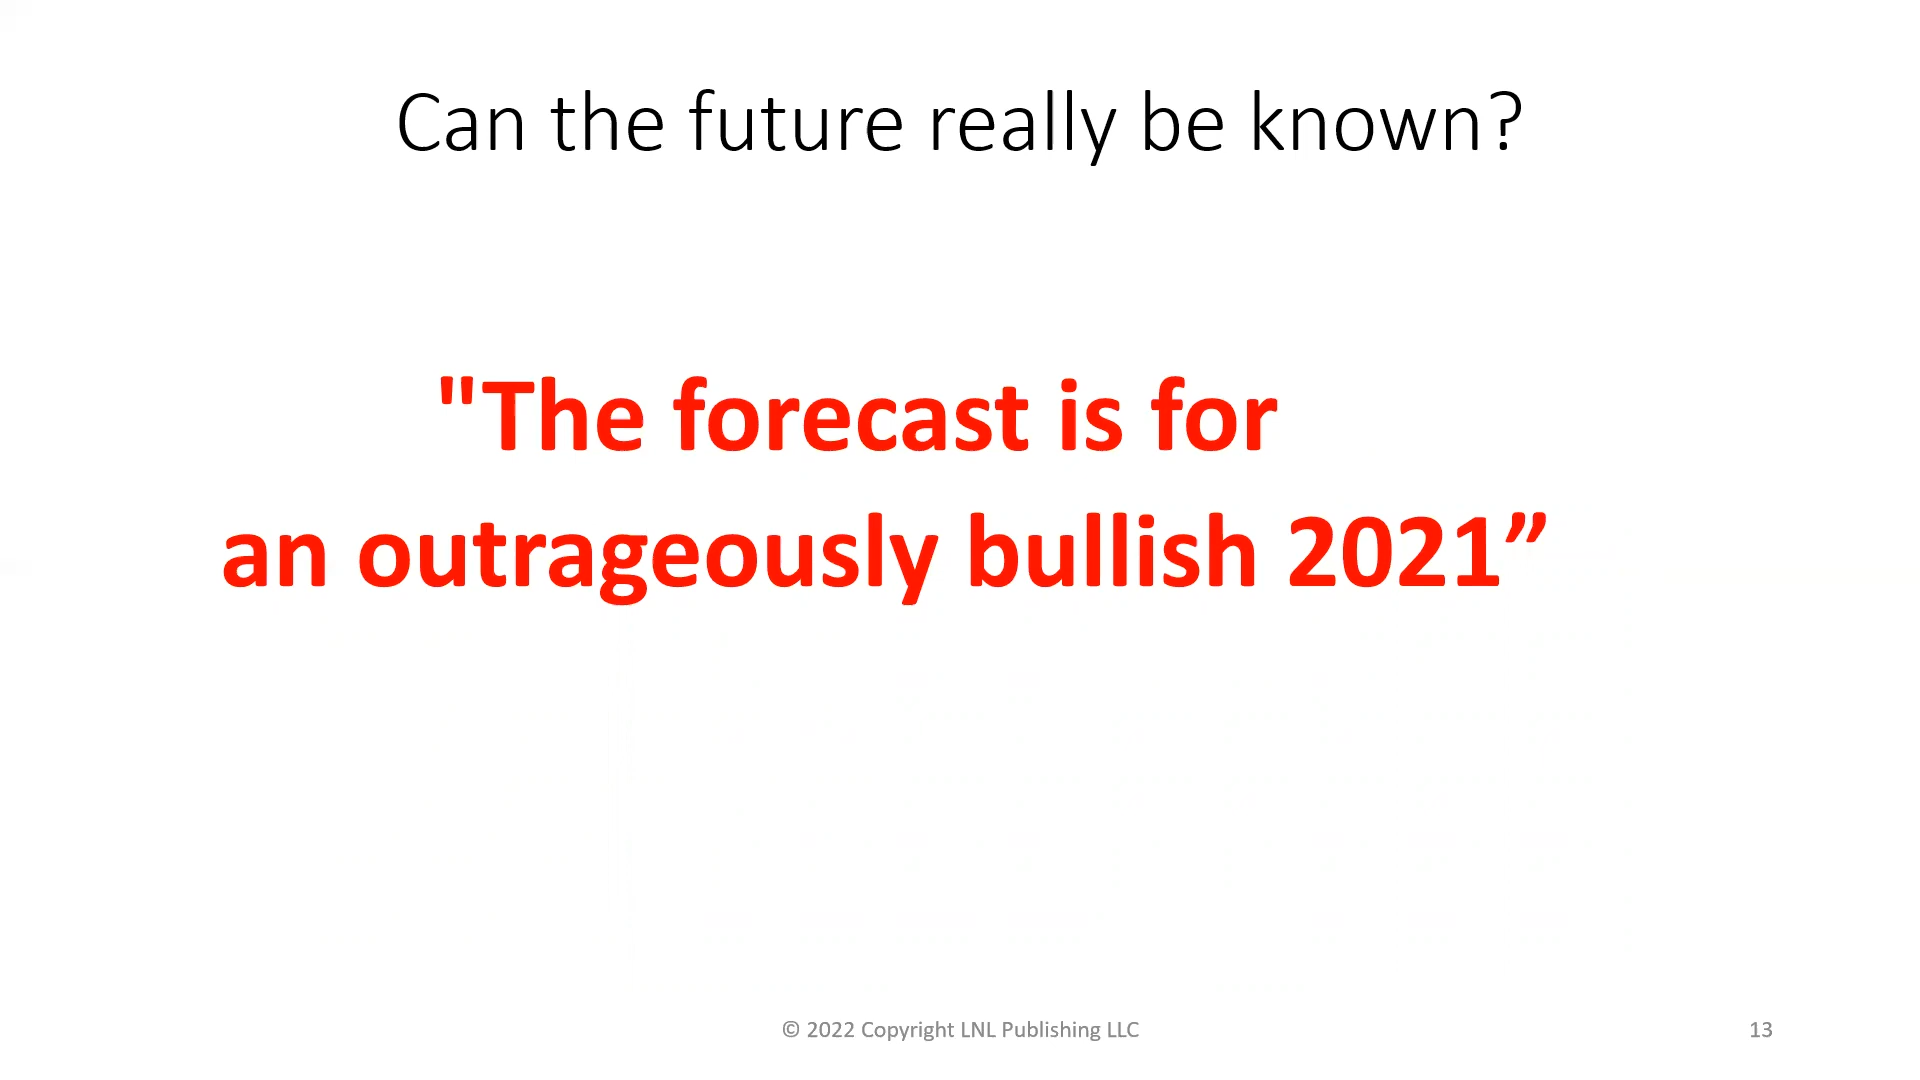 Can the future really be known?
"The forecast is for
an outrageously bullish 2021”
© 2022 Copyright LNL Publishing LLC
13